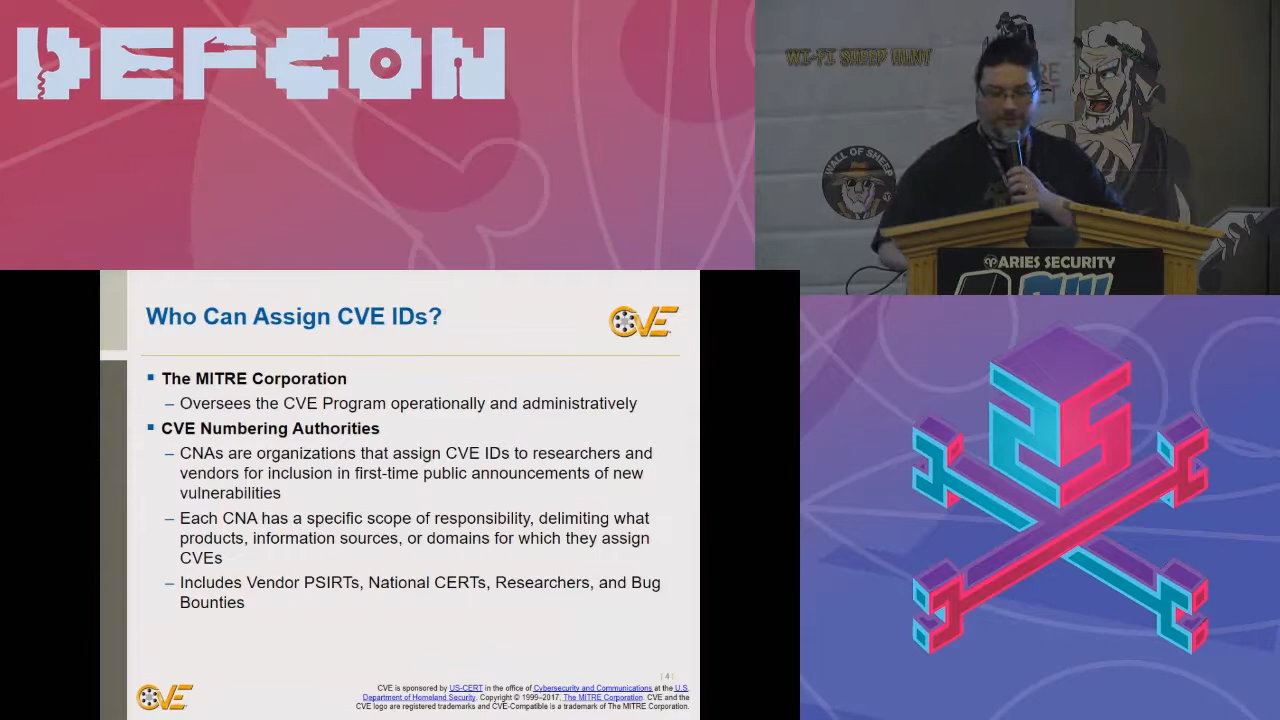 DEFCON
WI-FI SHEEP HUNT
WALL OF SHEEP
ARIES SECURITY
Who Can Assign CVE IDs?
CVE
The MITRE Corporation
– Oversees the CVE Program operationally and administratively
CVE Numbering Authorities
– CNAs are organizations that assign CVE IDs to researchers and
vendors for inclusion in first-time public announcements of new
vulnerabilities
– Each CNA has a specific scope of responsibility, delimiting what
products, information sources, or domains for which they assign
CVEs
– Includes Vendor PSIRTs, National CERTs, Researchers, and Bug
Bounties
| 4 |
CVE
CVE is sponsored by US-CERT in the office of Cybersecurity and Communications at the U.S.
Department of Homeland Security. Copyright © 1999–2017, The MITRE Corporation. CVE and the
CVE logo are registered trademarks and CVE-Compatible is a trademark of The MITRE Corporation.
25